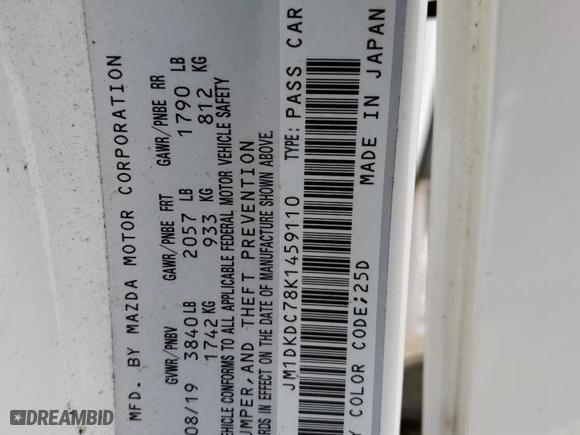 MFD. BY MAZDA MOTOR CORPORATION
GVWR/PNBV GAWR/PNBE FRT GAWR/PNBE RR
08/19 3840 LB 2057 LB 1790 LB
1742 KG 933 KG 812 KG
VEHICLE CONFORMS TO ALL APPLICABLE FEDERAL MOTOR VEHICLE SAFETY
UMPER, AND THEFT PREVENTION
RDS IN EFFECT ON THE DATE OF MANUFACTURE SHOWN ABOVE.
JM1DKDC78K1459110 TYPE: PASS CAR
Y COLOR CODE;25D MADE IN JAPAN
DREAMBID